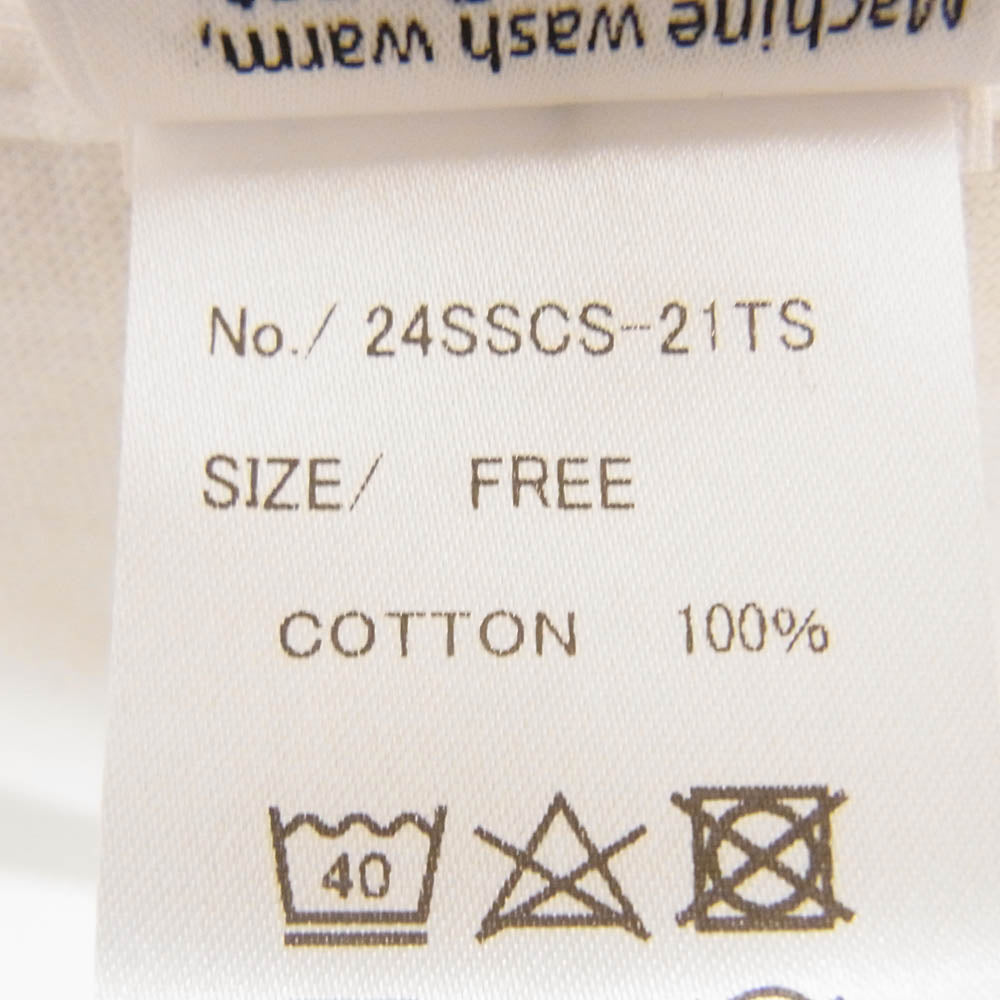 Machine wash warm,
No./ 24SSCS-21TS
SIZE/ FREE
COTTON 100%
40